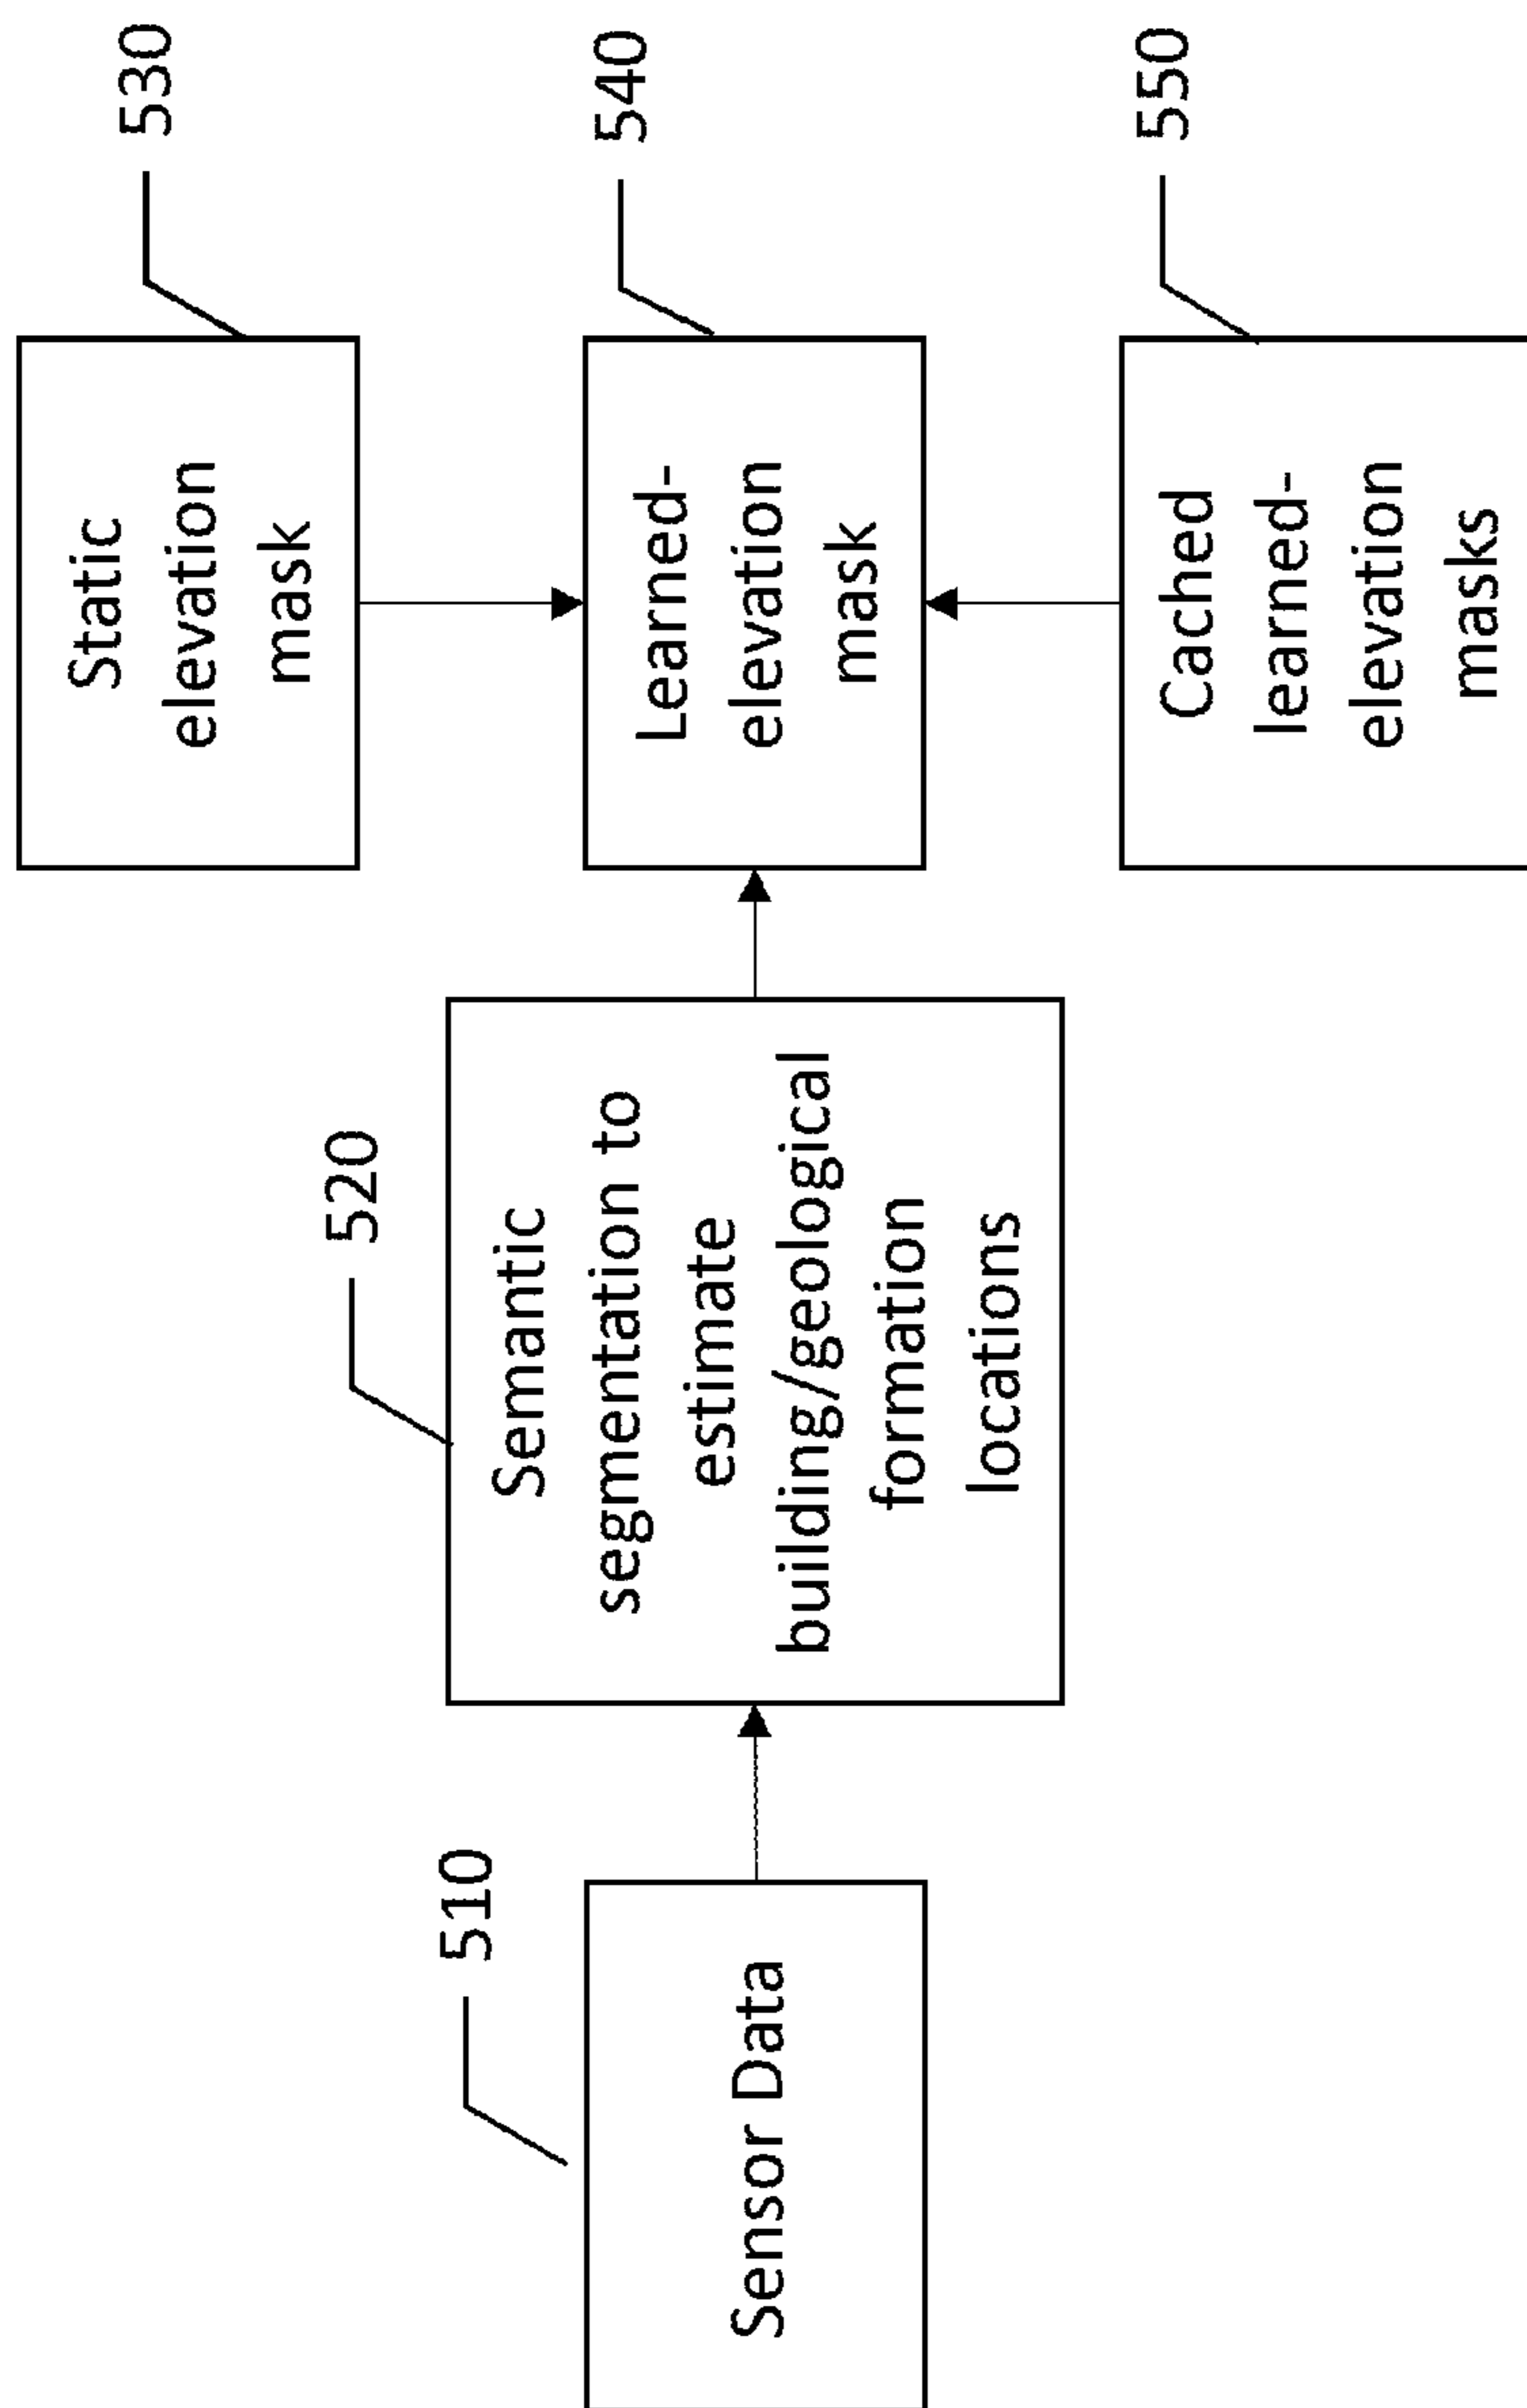 510
Sensor Data
520
Semantic
segmentation to
estimate
building/geological
formation
locations
530
Static
elevation
mask
540
Learned-
elevation
mask
550
Cached
learned-
elevation
masks